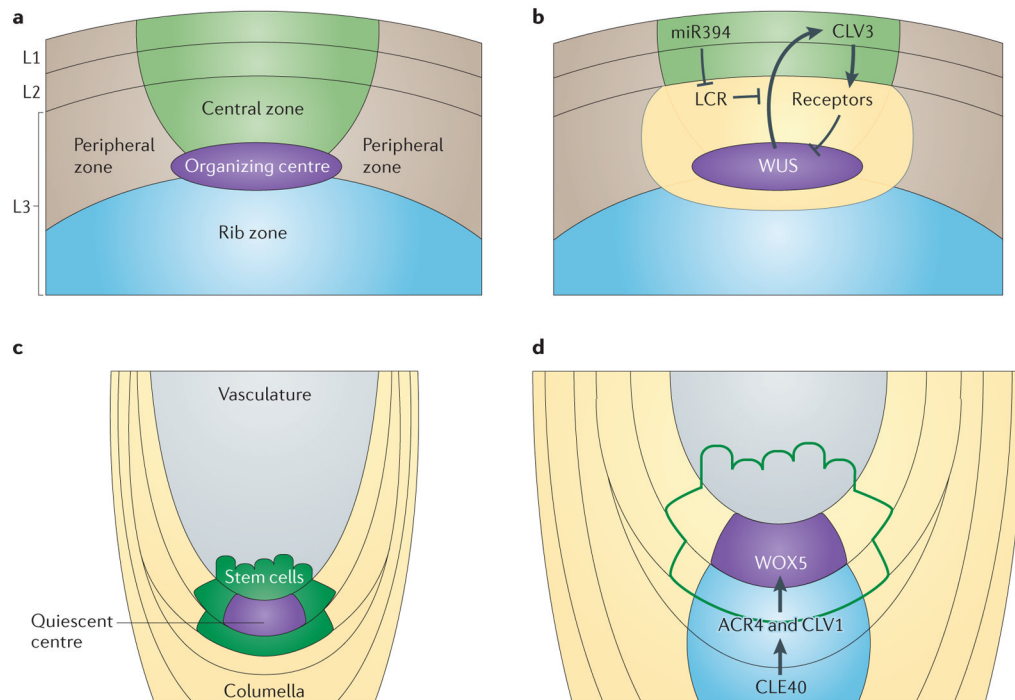 a
L1
L2
L3
Central zone
Peripheral
zone
Organizing centre
Peripheral
zone
Rib zone
b
miR394
CLV3
LCR
Receptors
WUS
c
Vasculature
Stem cells
Quiescent
centre
Columella
d
WOX5
ACR4 and CLV1
CLE40